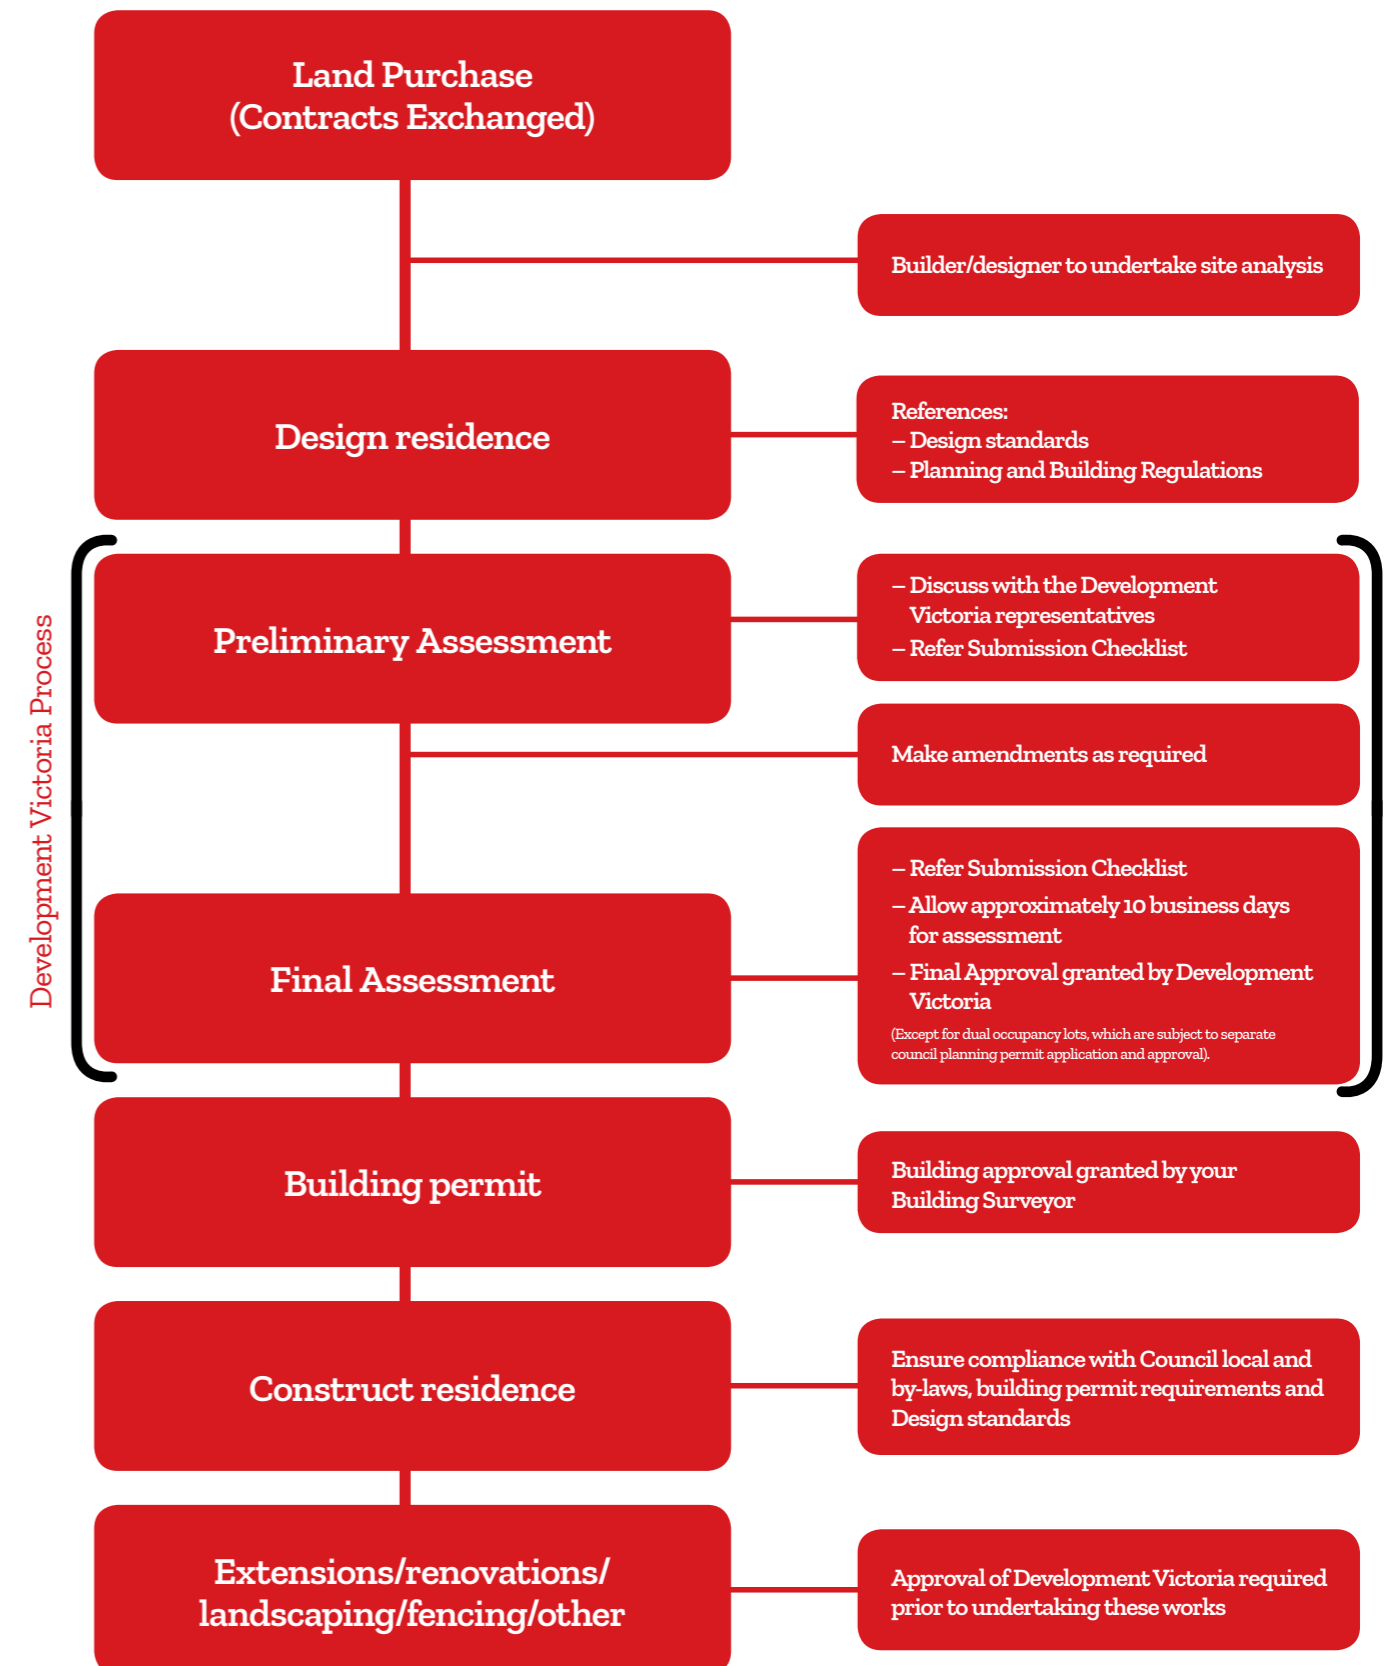 Land Purchase
(Contracts Exchanged)
Builder/designer to undertake site analysis
Design residence
References:
– Design standards
– Planning and Building Regulations
Development Victoria Process
Preliminary Assessment
– Discuss with the Development
Victoria representatives
– Refer Submission Checklist
Make amendments as required
Final Assessment
– Refer Submission Checklist
– Allow approximately 10 business days
for assessment
– Final Approval granted by Development
Victoria
(Except for dual occupancy lots, which are subject to separate
council planning permit application and approval).
Building permit
Building approval granted by your
Building Surveyor
Construct residence
Ensure compliance with Council local and
by-laws, building permit requirements and
Design standards
Extensions/renovations/
landscaping/fencing/other
Approval of Development Victoria required
prior to undertaking these works